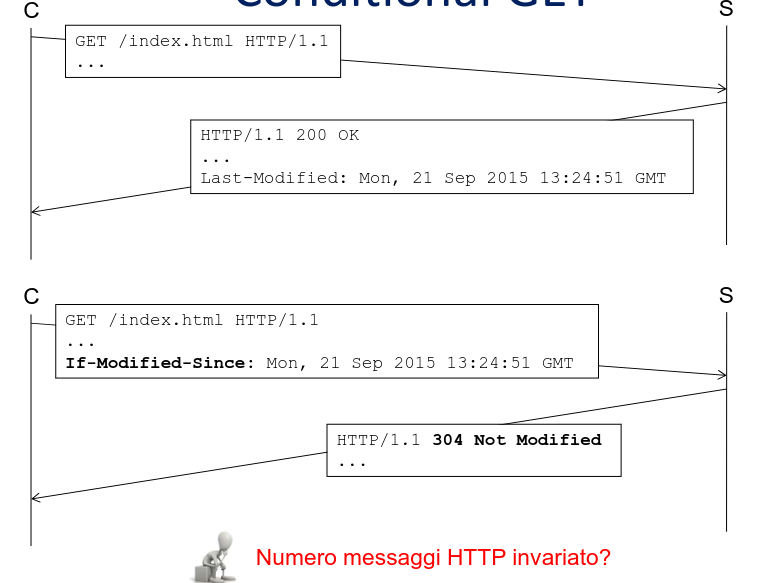 Conditional GET
C
S
GET /index.html HTTP/1.1
...
HTTP/1.1 200 OK
...
Last-Modified: Mon, 21 Sep 2015 13:24:51 GMT
C
S
GET /index.html HTTP/1.1
...
If-Modified-Since: Mon, 21 Sep 2015 13:24:51 GMT
HTTP/1.1 304 Not Modified
...
Numero messaggi HTTP invariato?